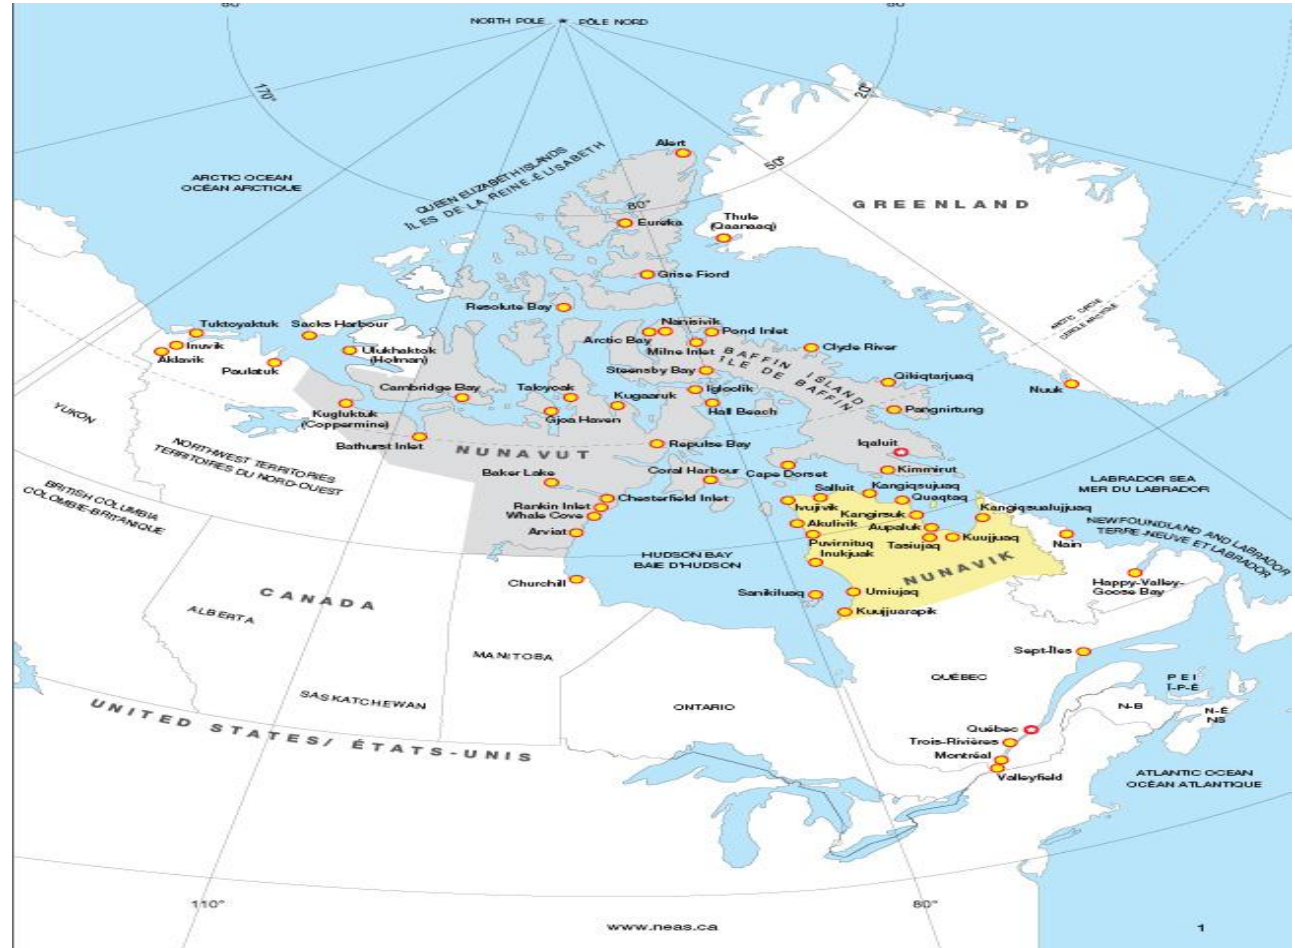 80°
80°
NORTH POLE ★ PÔLE NORD
170°
20°
Alert
50°
ARCTIC OCEAN
OCÉAN ARCTIQUE
QUEEN ELIZABETH ISLANDS
ÎLES DE LA REINE-ÉLISABETH
80°
Eureka
Thule
(Qaanaaq)
GREENLAND
Grise Fiord
Resolute Bay
ARCTIC CIRCLE
CERCLE ARCTIQUE
Tuktoyaktuk
Sachs Harbour
Nanisivik
Pond Inlet
Inuvik
Aklavik
Ulukhaktok
(Holman)
Arctic Bay
Milne Inlet
Clyde River
Paulatuk
Steensby Bay
BAFFIN ISLAND
ÎLE DE BAFFIN
Qikiqtarjuaq
Nuuk
Cambridge Bay
Taloyoak
Kugaaruk
Igloolik
Hall Beach
Pangnirtung
YUKON
Kugluktuk
(Coppermine)
Gjoa Haven
Bathurst Inlet
NUNAVUT
Repulse Bay
Iqaluit
NORTHWEST TERRITORIES
TERRITOIRES DU NORD-OUEST
Baker Lake
Coral Harbour
Cape Dorset
Kimmirut
LABRADOR SEA
MER DU LABRADOR
BRITISH COLUMBIA
COLOMBIE-BRITANIQUE
Chesterfield Inlet
Rankin Inlet
Whale Cove
Arviat
Salluit
Kangiqsujuaq
Ivujivik
Quaqtaq
Kangiqsualujjuaq
Akulivik
Kangirsuk
Aupaluk
Puvirnituq
Tasiujaq
Kuujjuaq
Inukjuak
NEWFOUNDLAND AND LABRADOR
TERRE-NEUVE ET LABRADOR
Nain
HUDSON BAY
BAIE D'HUDSON
NUNAVIK
Churchill
Sanikiluaq
Umiujaq
Kuujjuarapik
Happy-Valley-
Goose Bay
CANADA
ALBERTA
MANITOBA
SASKATCHEWAN
ONTARIO
QUÉBEC
Sept-Îles
PEI
Î-P-É
N-B
N-É
NS
UNITED STATES/ ÉTATS-UNIS
Québec
Trois-Rivières
Montréal
Valleyfield
ATLANTIC OCEAN
OCÉAN ATLANTIQUE
110°
80°
www.neas.ca
1